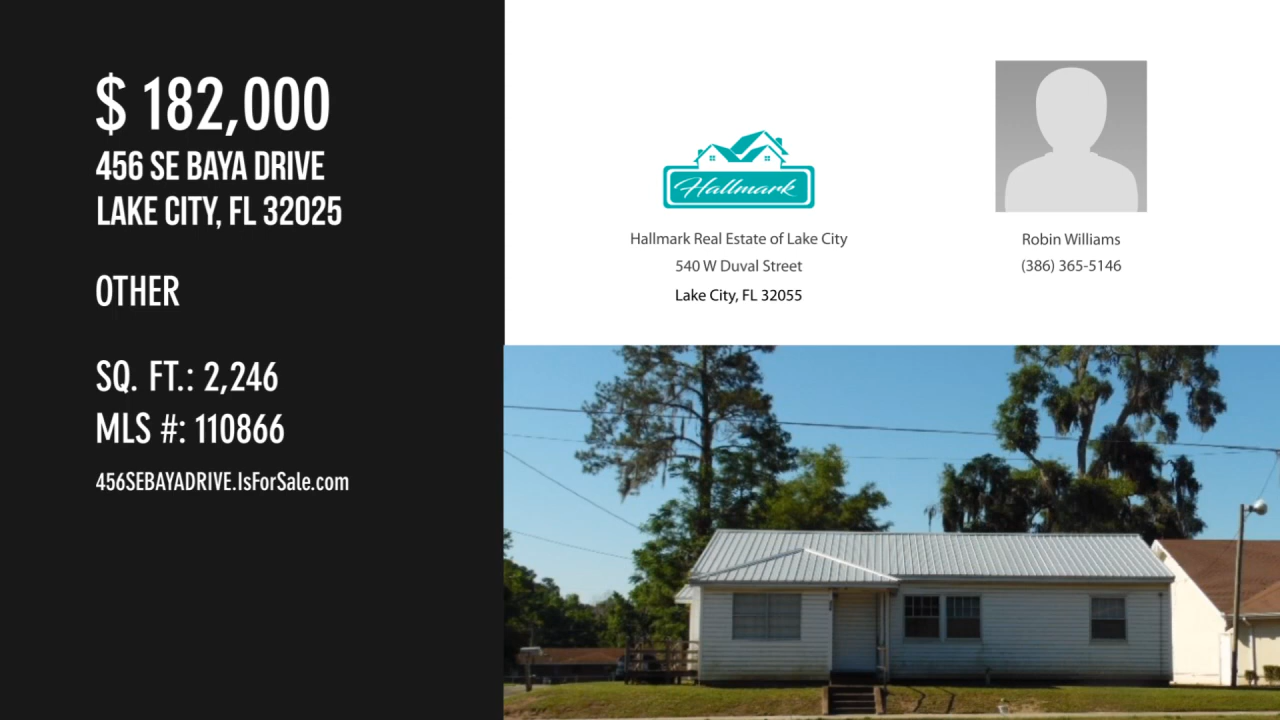 $ 182,000
456 SE BAYA DRIVE
LAKE CITY, FL 32025
OTHER
SQ. FT.: 2,246
MLS #: 110866
456SEBAYADRIVE.IsForSale.com
Hallmark
Hallmark Real Estate of Lake City
540 W Duval Street
Lake City, FL 32055
Robin Williams
(386) 365-5146